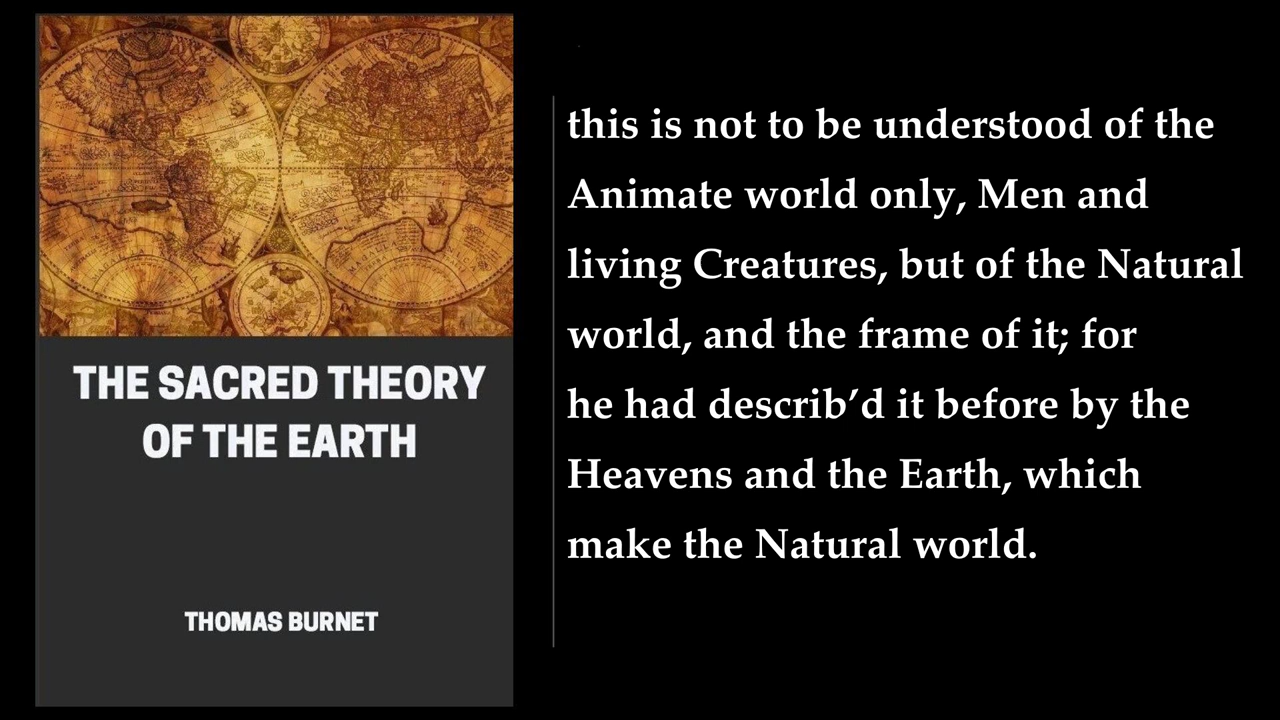 THE SACRED THEORY
OF THE EARTH
THOMAS BURNET
this is not to be understood of the
Animate world only, Men and
living Creatures, but of the Natural
world, and the frame of it; for
he had describ’d it before by the
Heavens and the Earth, which
make the Natural world.